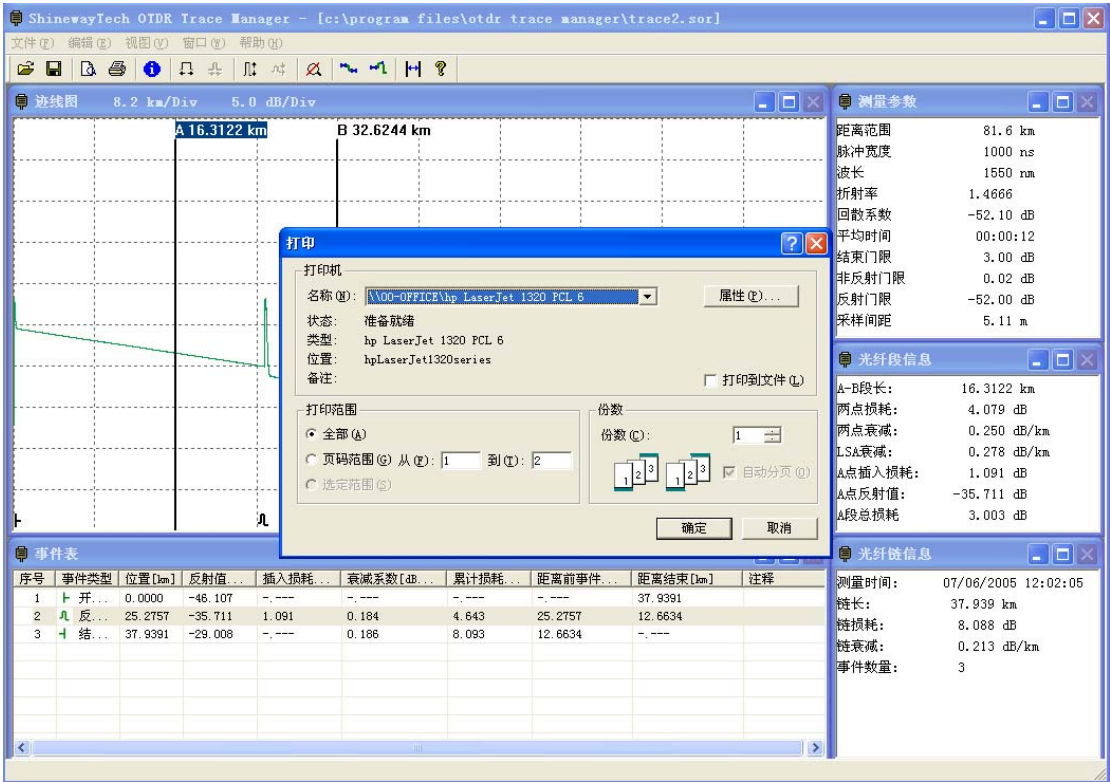 ShinewayTech OTDR Trace Manager - [c:\program files\otdr trace manager\trace2.sor]
文件(F) 编辑(E) 视图(V) 窗口(W) 帮助(H)
迹线图 8.2 km/Div 5.0 dB/Div
A 16.3122 km B 32.6244 km
打印
打印机
名称(N): \\OO-OFFICE\hp LaserJet 1320 PCL 6 属性(P)...
状态: 准备就绪
类型: hp LaserJet 1320 PCL 6
位置: hpLaserJet1320series
备注: 打印到文件(L)
打印范围
全部(A)
页码范围(G) 从(F): 1 到(T): 2
选定范围(S)
份数
份数(C): 1
1 2 3 1 2 3 自动分页(O)
确定 取消
测量参数
距离范围 81.6 km
脉冲宽度 1000 ns
波长 1550 nm
折射率 1.4666
回散系数 -52.10 dB
平均时间 00:00:12
结束门限 3.00 dB
非反射门限 0.02 dB
反射门限 -52.00 dB
采样间距 5.11 m
光纤段信息
A-B段长: 16.3122 km
两点损耗: 4.079 dB
两点衰减: 0.250 dB/km
LSA衰减: 0.278 dB/km
A点插入损耗: 1.091 dB
A点反射值: -35.711 dB
A段总损耗 3.003 dB
事件表
序号 事件类型 位置[km] 反射值... 插入损耗... 衰减系数[dB... 累计损耗... 距离前事件... 距离结束[km] 注释
1 开... 0.0000 -46.107 -.--- -.--- -.--- -.--- 37.9391
2 反... 25.2757 -35.711 1.091 0.184 4.643 25.2757 12.6634
3 结... 37.9391 -29.008 -.--- 0.186 8.093 12.6634 -.---
光纤链信息
测量时间: 07/06/2005 12:02:05
链长: 37.939 km
链损耗: 8.088 dB
链衰减: 0.213 dB/km
事件数量: 3